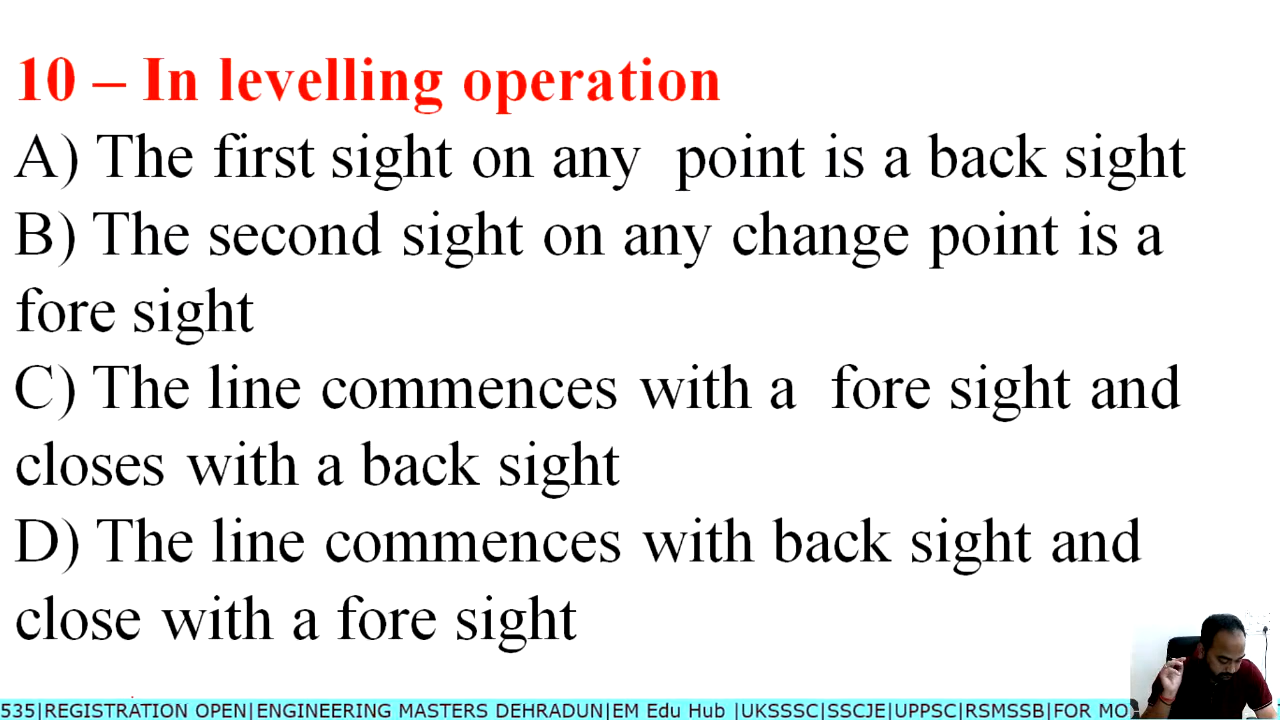 10 – In levelling operation
A) The first sight on any point is a back sight
B) The second sight on any change point is a
fore sight
C) The line commences with a fore sight and
closes with a back sight
D) The line commences with back sight and
close with a fore sight
535|REGISTRATION OPEN|ENGINEERING MASTERS DEHRADUN|EM Edu Hub |UKSSSC|SSCJE|UPPSC|RSMSSB|FOR MO